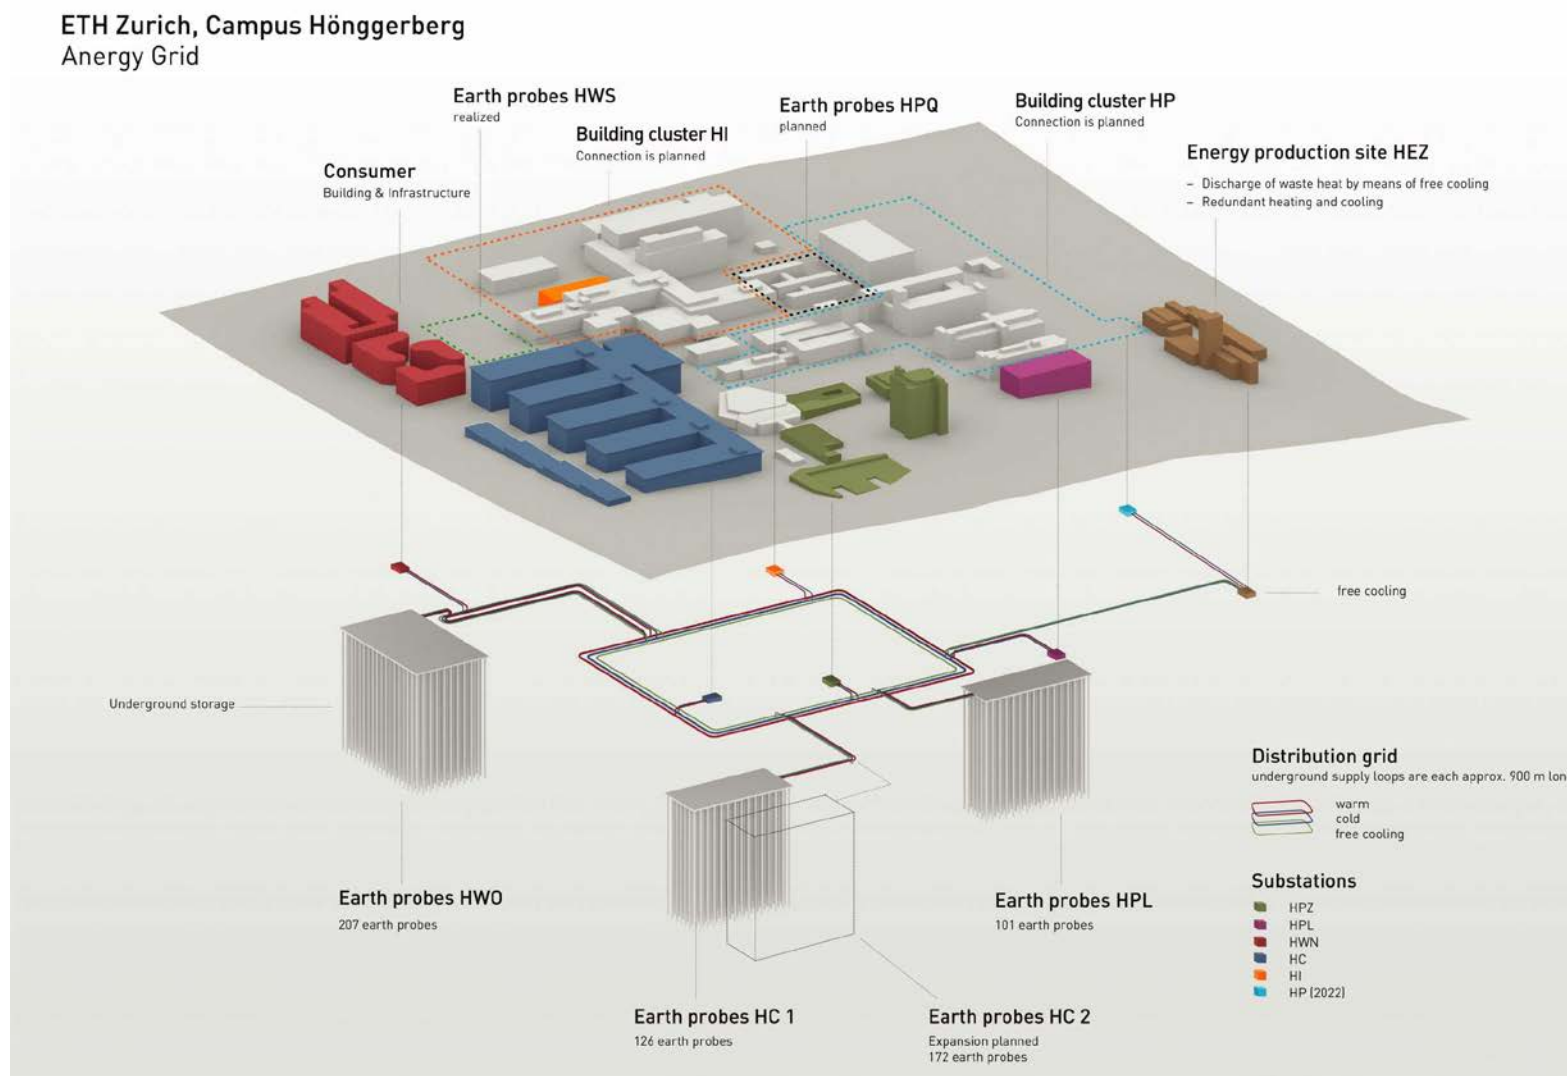 ETH Zurich, Campus Hönggerberg
Anergy Grid
Earth probes HWS
realized
Building cluster HI
Connection is planned
Earth probes HPQ
planned
Building cluster HP
Connection is planned
Consumer
Building & Infrastructure
Energy production site HEZ
– Discharge of waste heat by means of free cooling
– Redundant heating and cooling
free cooling
Underground storage
Distribution grid
underground supply loops are each approx. 900 m lon
warm
cold
free cooling
Earth probes HWO
207 earth probes
Earth probes HPL
101 earth probes
Substations
HPZ
HPL
HWN
HC
HI
HP (2022)
Earth probes HC 1
126 earth probes
Earth probes HC 2
Expansion planned
172 earth probes